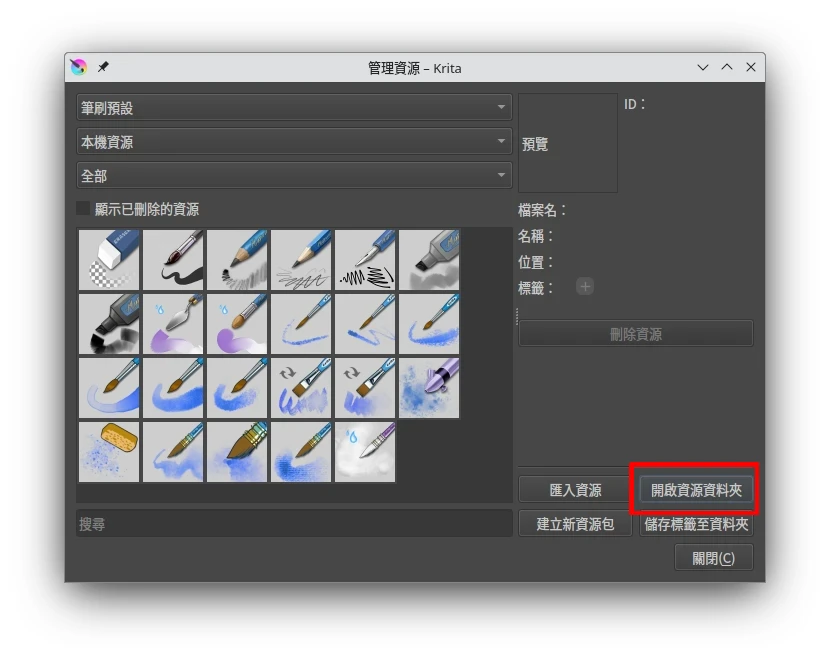 管理資源 – Krita
筆刷預設
本機資源
全部
顯示已刪除的資源
搜尋
預覽
ID：
檔案名：
名稱：
位置：
標籤：
刪除資源
匯入資源
開啟資源資料夾
建立新資源包
儲存標籤至資料夾
關閉(C)